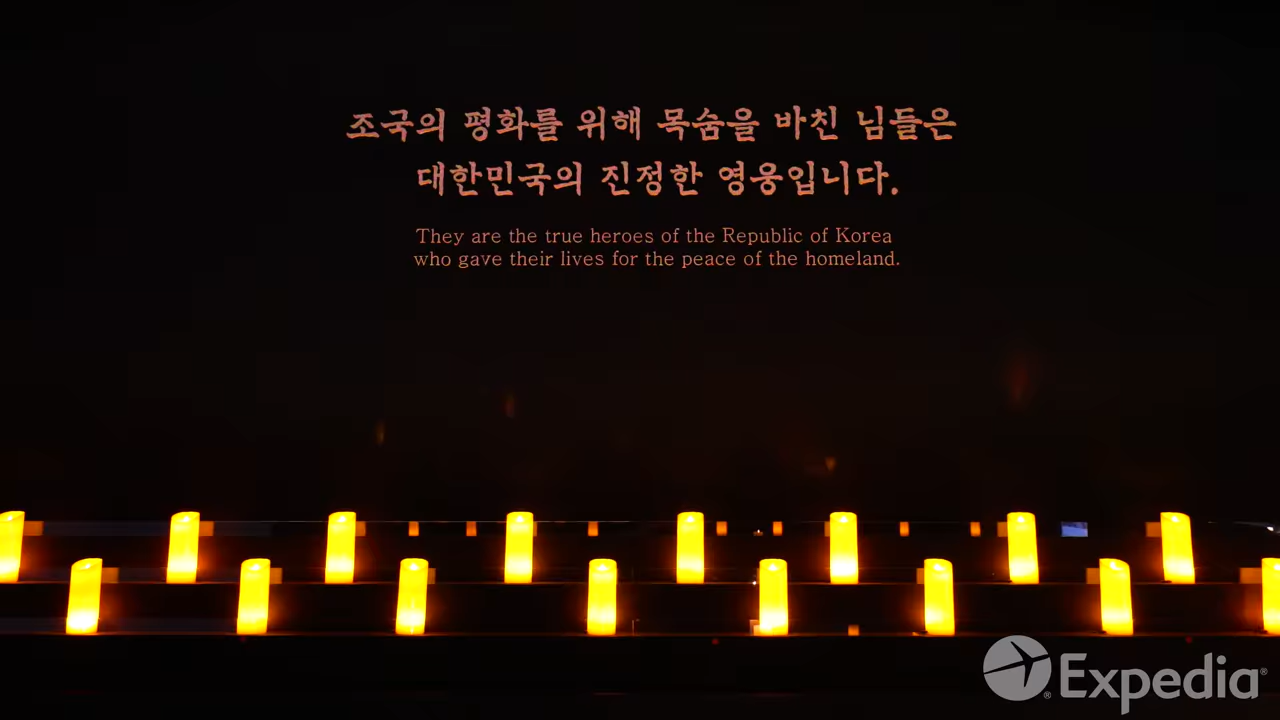 조국의 평화를 위해 목숨을 바친 님들은
대한민국의 진정한 영웅입니다.
They are the true heroes of the Republic of Korea
who gave their lives for the peace of the homeland.
Expedia®